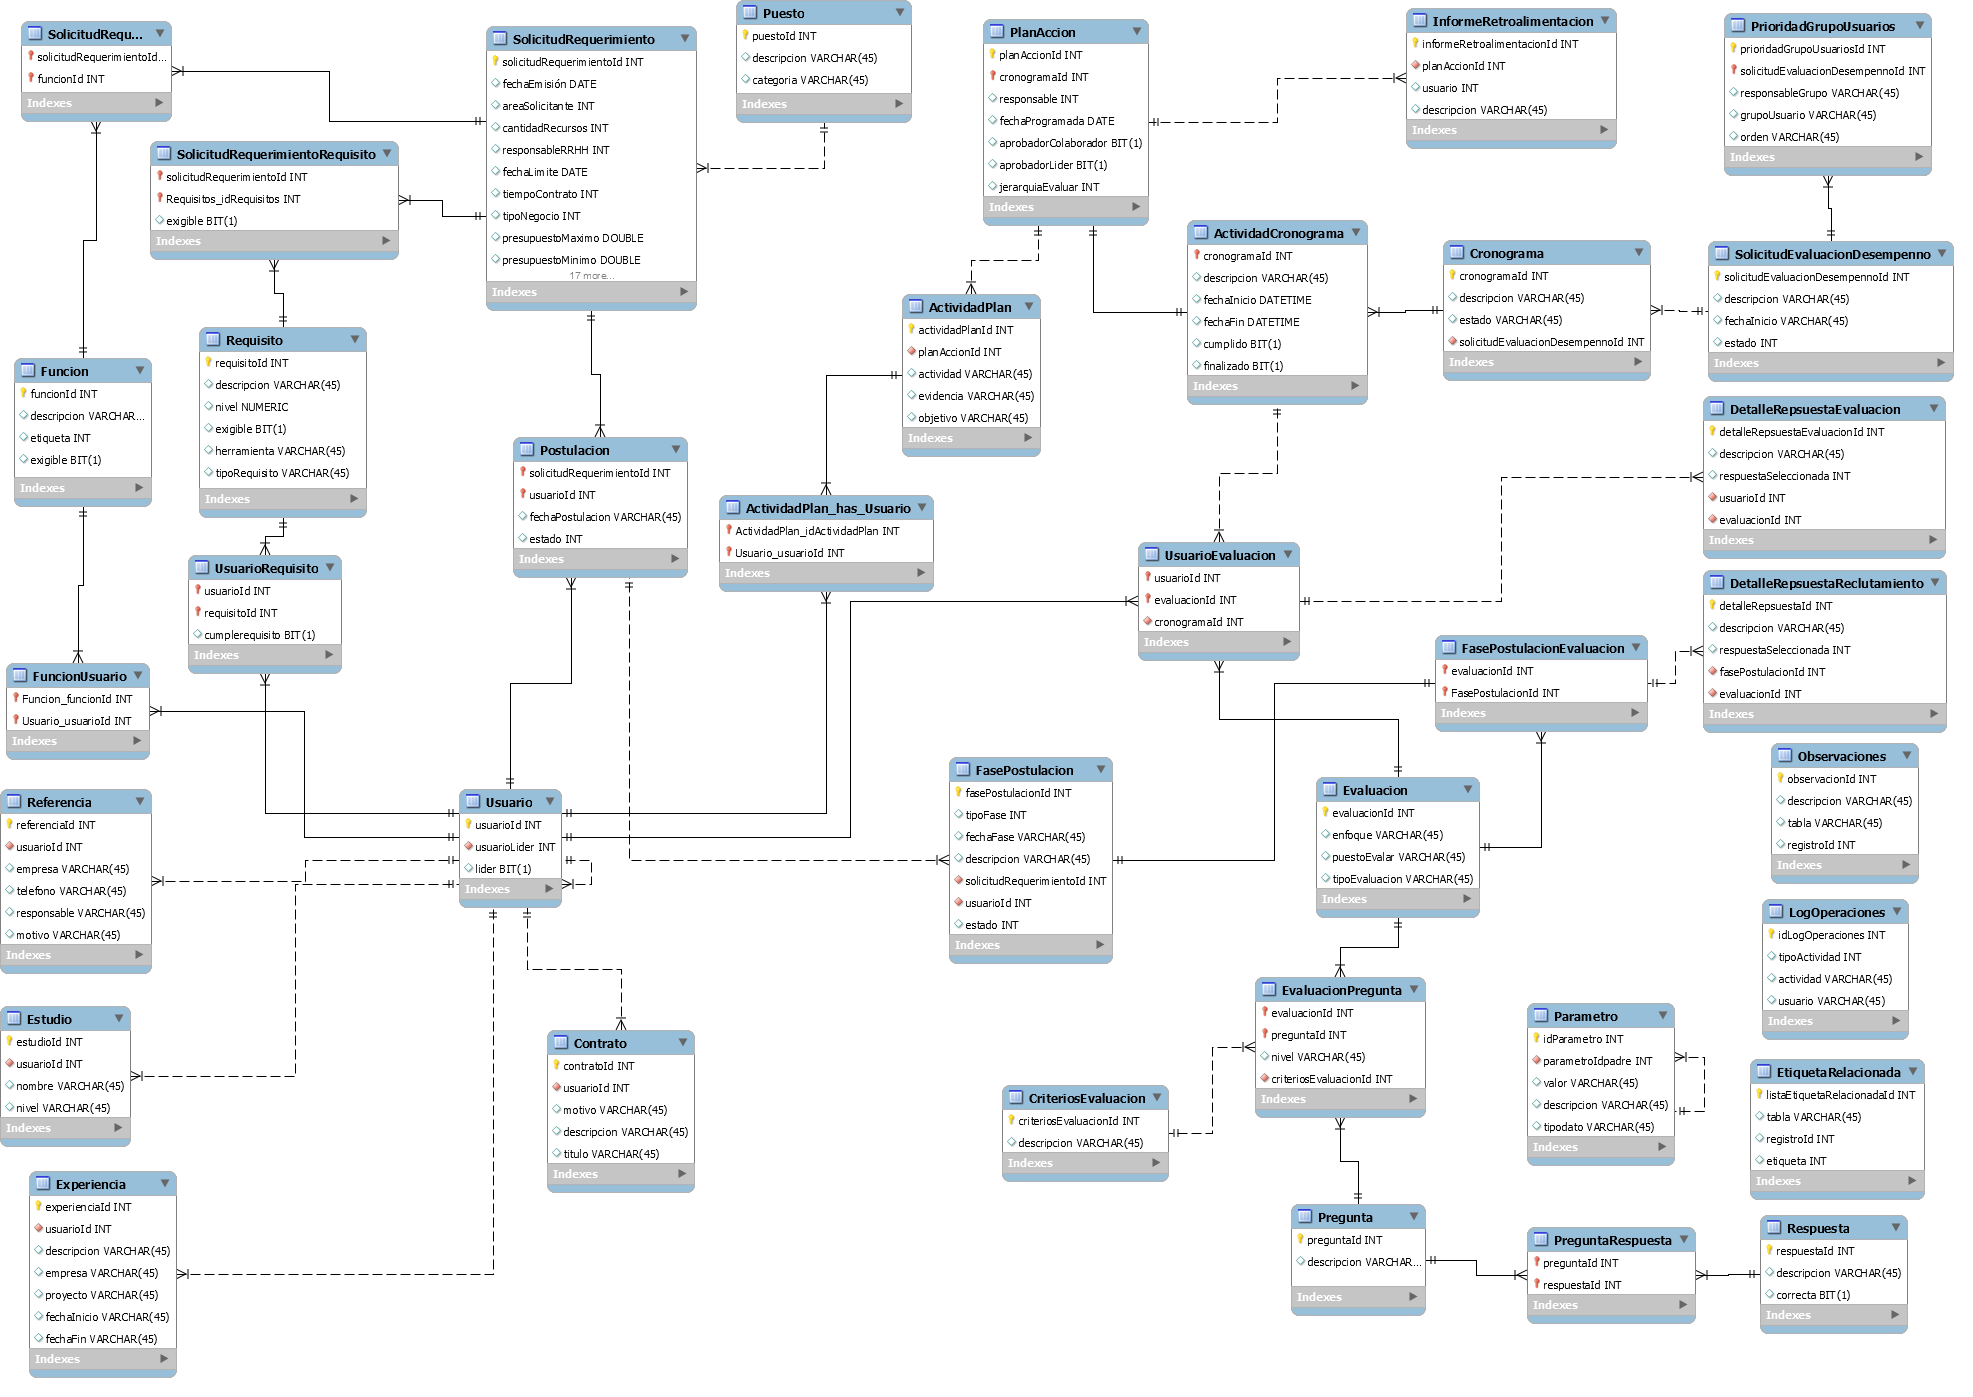 SolicitudRequ...
solicitudRequerimientoId...
funcionId INT
Indexes
SolicitudRequerimientoRequisito
solicitudRequerimientoId INT
Requisitos_idRequisitos INT
exigible BIT(1)
Indexes
SolicitudRequerimiento
solicitudRequerimientoId INT
fechaEmisión DATE
areaSolicitante INT
cantidadRecursos INT
responsableRRHH INT
fechaLimite DATE
tiempoContrato INT
tipoNegocio INT
presupuestoMaximo DOUBLE
presupuestoMinimo DOUBLE
17 more...
Indexes
Puesto
puestoId INT
descripcion VARCHAR(45)
categoria VARCHAR(45)
Indexes
PlanAccion
planAccionId INT
cronogramaId INT
responsable INT
fechaProgramada DATE
aprobadorColaborador BIT(1)
aprobadorLider BIT(1)
jerarquiaEvaluar INT
Indexes
InformeRetroalimentacion
informeRetroalimentacionId INT
planAccionId INT
usuario INT
descripcion VARCHAR(45)
Indexes
PrioridadGrupoUsuarios
prioridadGrupoUsuariosId INT
solicitudEvaluacionDesempennoId INT
responsableGrupo VARCHAR(45)
grupoUsuario VARCHAR(45)
orden VARCHAR(45)
Indexes
ActividadCronograma
cronogramaId INT
descripcion VARCHAR(45)
fechaInicio DATETIME
fechaFin DATETIME
cumplido BIT(1)
finalizado BIT(1)
Indexes
Cronograma
cronogramaId INT
descripcion VARCHAR(45)
estado VARCHAR(45)
solicitudEvaluacionDesempennoId INT
Indexes
SolicitudEvaluacionDesempenno
solicitudEvaluacionDesempennoId INT
descripcion VARCHAR(45)
fechaInicio VARCHAR(45)
estado INT
Indexes
ActividadPlan
actividadPlanId INT
planAccionId INT
actividad VARCHAR(45)
evidencia VARCHAR(45)
objetivo VARCHAR(45)
Indexes
Requisito
requisitoId INT
descripcion VARCHAR(45)
nivel NUMERIC
exigible BIT(1)
herramienta VARCHAR(45)
tipoRequisito VARCHAR(45)
Indexes
Funcion
funcionId INT
descripcion VARCHAR...
etiqueta INT
exigible BIT(1)
Indexes
DetalleRepsuestaEvaluacion
detalleRepsuestaEvaluacionId INT
descripcion VARCHAR(45)
respuestaSeleccionada INT
usuarioId INT
evaluacionId INT
Indexes
Postulacion
solicitudRequerimientoId INT
usuarioId INT
fechaPostulacion VARCHAR(45)
estado INT
Indexes
ActividadPlan_has_Usuario
ActividadPlan_idActividadPlan INT
Usuario_usuarioId INT
Indexes
UsuarioEvaluacion
usuarioId INT
evaluacionId INT
cronogramaId INT
Indexes
UsuarioRequisito
usuarioId INT
requisitoId INT
cumplerequisito BIT(1)
Indexes
DetalleRepsuestaReclutamiento
detalleRepsuestaId INT
descripcion VARCHAR(45)
respuestaSeleccionada INT
fasePostulacionId INT
evaluacionId INT
Indexes
FasePostulacionEvaluacion
evaluacionId INT
FasePostulacionId INT
Indexes
FuncionUsuario
Funcion_funcionId INT
Usuario_usuarioId INT
Indexes
Observaciones
observacionId INT
descripcion VARCHAR(45)
tabla VARCHAR(45)
registroId INT
Indexes
FasePostulacion
fasePostulacionId INT
tipoFase INT
fechaFase VARCHAR(45)
descripcion VARCHAR(45)
solicitudRequerimientoId INT
usuarioId INT
estado INT
Indexes
Evaluacion
evaluacionId INT
enfoque VARCHAR(45)
puestoEvalar VARCHAR(45)
tipoEvaluacion VARCHAR(45)
Indexes
Referencia
referenciaId INT
usuarioId INT
empresa VARCHAR(45)
telefono VARCHAR(45)
responsable VARCHAR(45)
motivo VARCHAR(45)
Indexes
Usuario
usuarioId INT
usuarioLider INT
lider BIT(1)
Indexes
LogOperaciones
idLogOperaciones INT
tipoActividad INT
actividad VARCHAR(45)
usuario VARCHAR(45)
Indexes
EvaluacionPregunta
evaluacionId INT
preguntaId INT
nivel VARCHAR(45)
criteriosEvaluacionId INT
Indexes
Parametro
idParametro INT
parametroIdpadre INT
valor VARCHAR(45)
descripcion VARCHAR(45)
tipodato VARCHAR(45)
Indexes
Estudio
estudioId INT
usuarioId INT
nombre VARCHAR(45)
nivel VARCHAR(45)
Indexes
Contrato
contratoId INT
usuarioId INT
motivo VARCHAR(45)
descripcion VARCHAR(45)
titulo VARCHAR(45)
Indexes
EtiquetaRelacionada
listaEtiquetaRelacionadaId INT
tabla VARCHAR(45)
registroId INT
etiqueta INT
Indexes
CriteriosEvaluacion
criteriosEvaluacionId INT
descripcion VARCHAR(45)
Indexes
Experiencia
experienciaId INT
usuarioId INT
descripcion VARCHAR(45)
empresa VARCHAR(45)
proyecto VARCHAR(45)
fechaInicio VARCHAR(45)
fechaFin VARCHAR(45)
Indexes
Pregunta
preguntaId INT
descripcion VARCHAR...
Indexes
PreguntaRespuesta
preguntaId INT
respuestaId INT
Indexes
Respuesta
respuestaId INT
descripcion VARCHAR(45)
correcta BIT(1)
Indexes